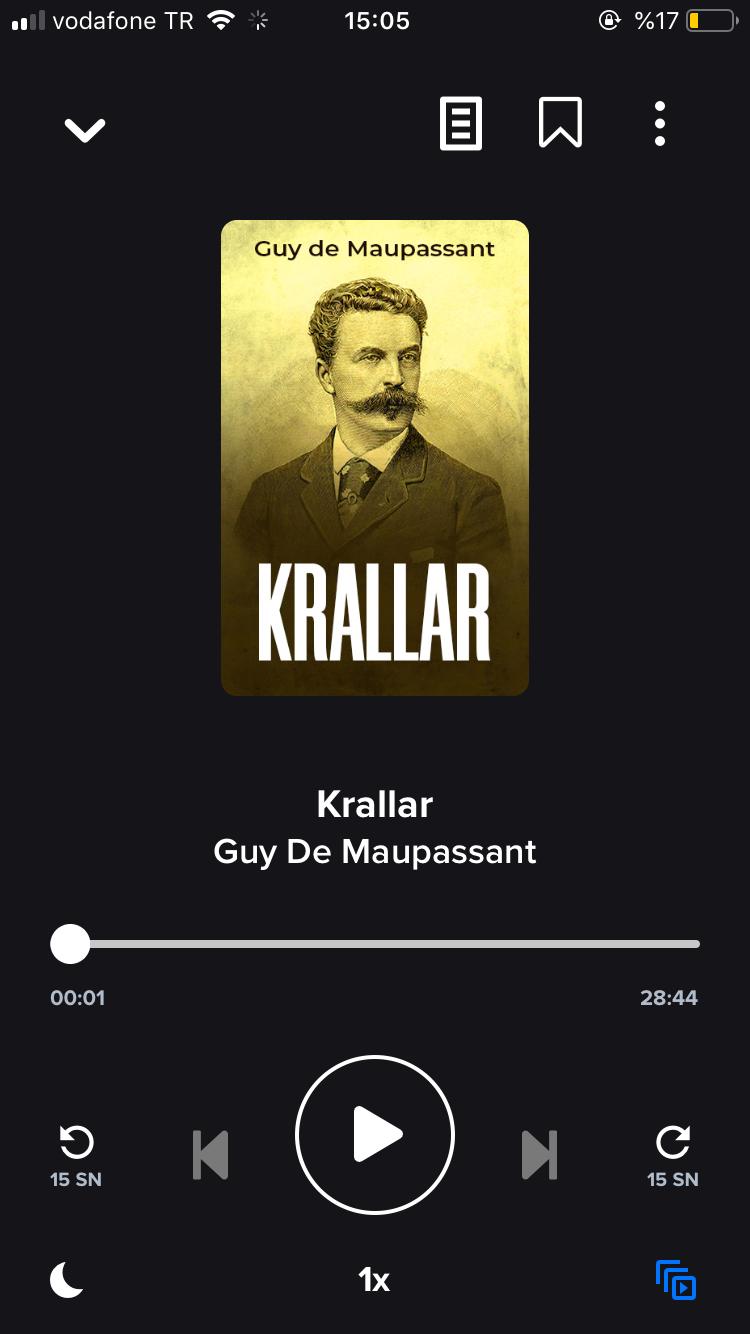 vodafone TR
15:05
%17
Guy de Maupassant
KRALLAR
Krallar
Guy De Maupassant
00:01
28:44
15 SN
15 SN
1x